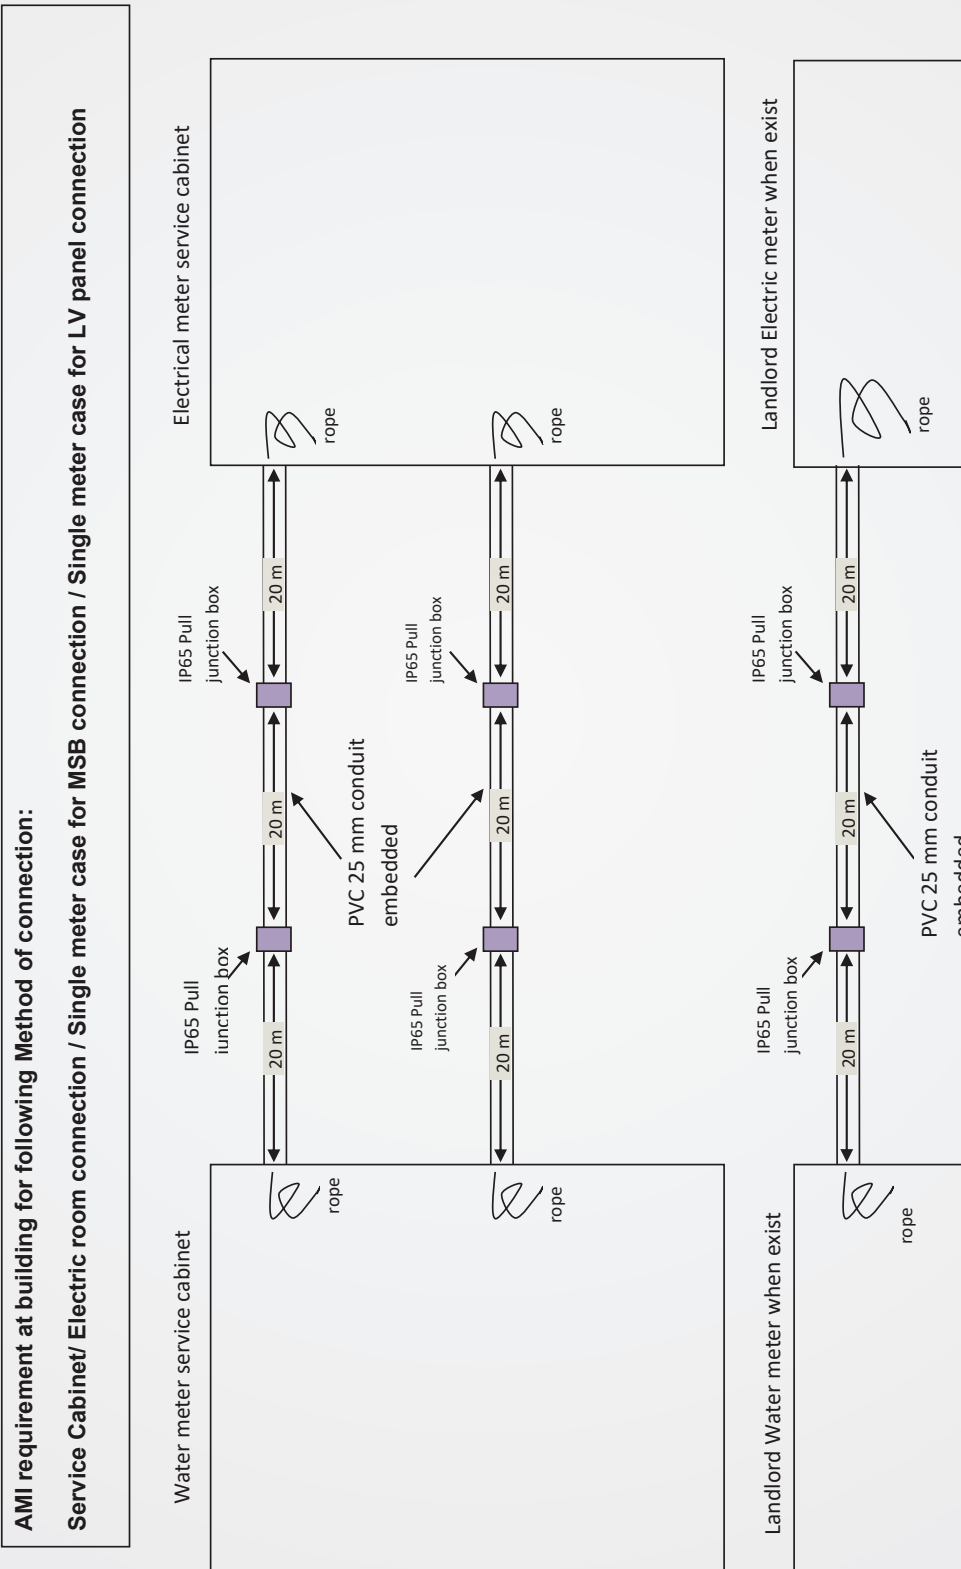 AMI requirement at building for following Method of connection:
Service Cabinet/ Electric room connection / Single meter case for MSB connection / Single meter case for LV panel connection
Water meter service cabinet
Electrical meter service cabinet
IP65 Pull
junction box
IP65 Pull
junction box
20 m
20 m
20 m
rope
rope
PVC 25 mm conduit
embedded
IP65 Pull
junction box
IP65 Pull
junction box
20 m
20 m
20 m
rope
rope
Landlord Water meter when exist
Landlord Electric meter when exist
IP65 Pull
junction box
IP65 Pull
junction box
20 m
20 m
20 m
rope
rope
PVC 25 mm conduit
embedded